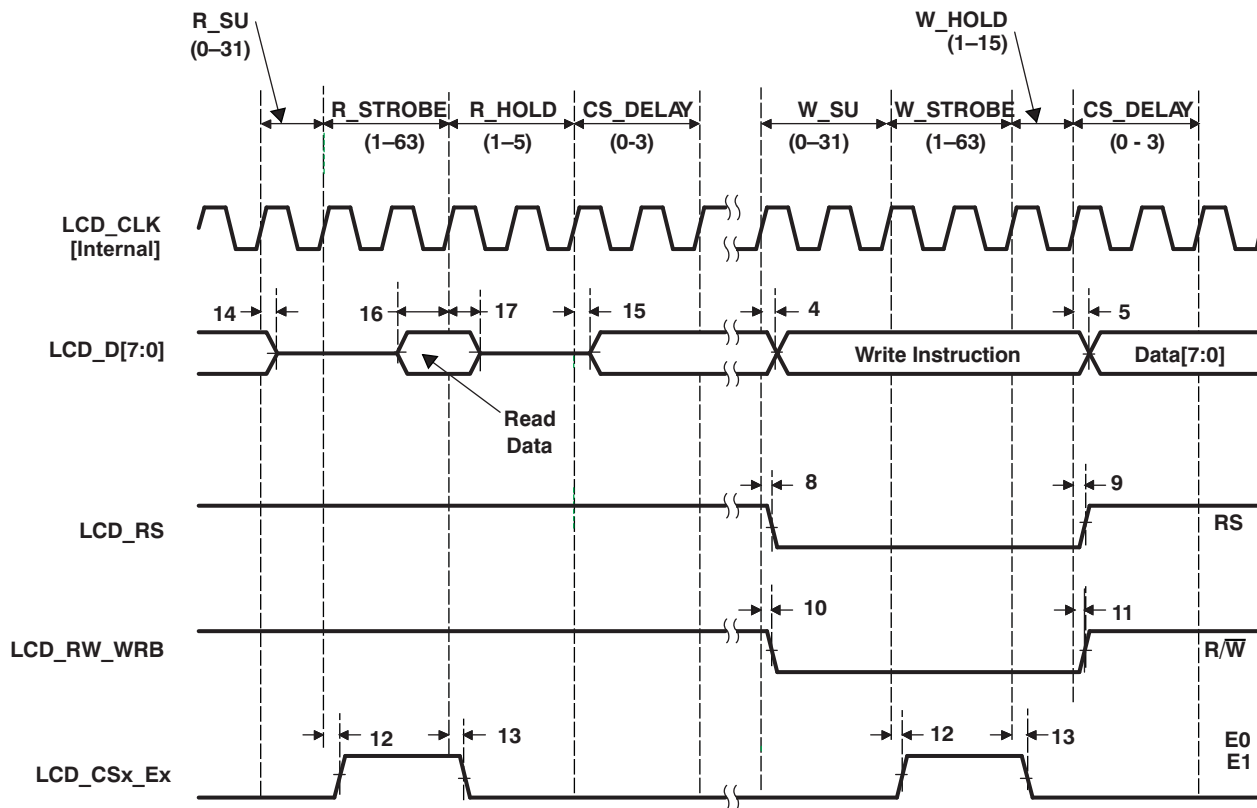 R_SU
(0–31)
W_HOLD
(1–15)
R_STROBE
(1–63)
R_HOLD
(1–5)
CS_DELAY
(0-3)
W_SU
(0–31)
W_STROBE
(1–63)
CS_DELAY
(0 - 3)
LCD_CLK
[Internal]
14
16
17
15
4
5
LCD_D[7:0]
Write Instruction
Data[7:0]
Read
Data
8
9
LCD_RS
RS
10
11
LCD_RW_WRB
R/W̅
12
13
12
13
E0
E1
LCD_CSx_Ex